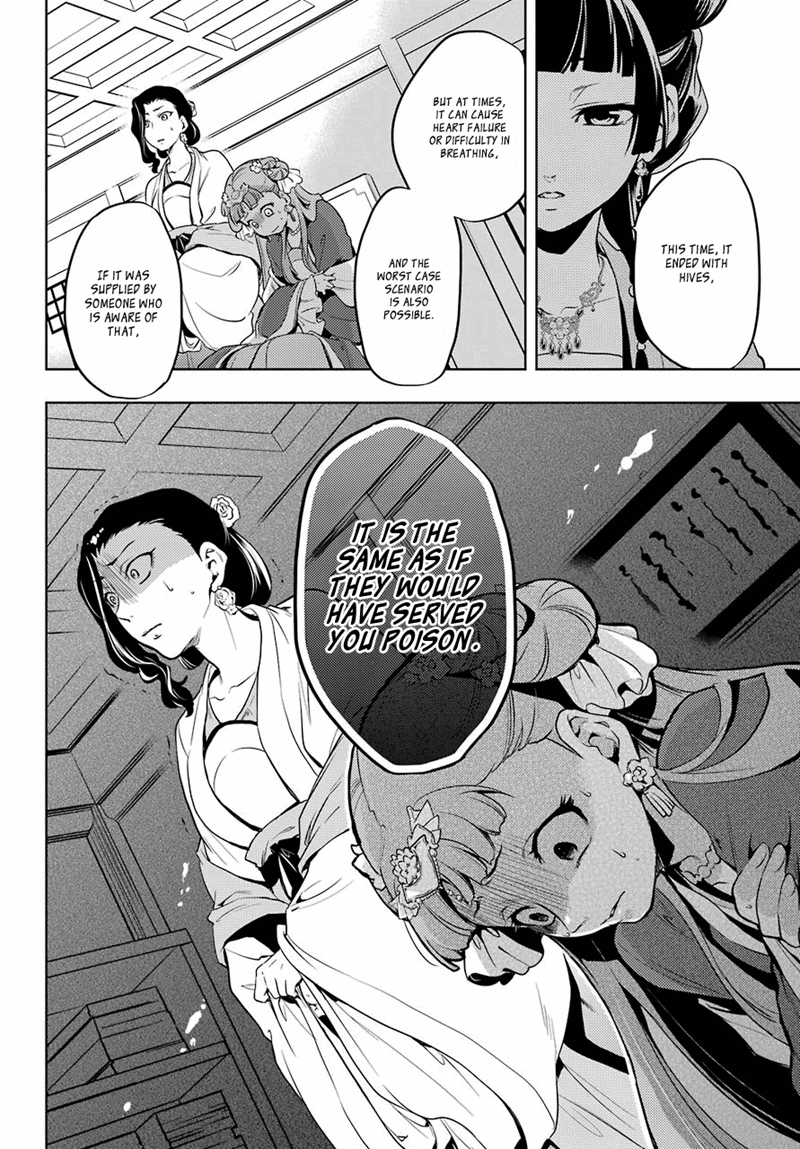 THIS TIME, IT
ENDED WITH
HIVES,
BUT AT TIMES,
IT CAN CAUSE
HEART FAILURE
OR DIFFICULTY IN
BREATHING,
AND THE
WORST CASE
SCENARIO
IS ALSO
POSSIBLE.
IF IT WAS
SUPPLIED BY
SOMEONE WHO
IS AWARE OF
THAT,
IT IS THE
SAME AS IF
THEY WOULD
HAVE SERVED
YOU POISON.